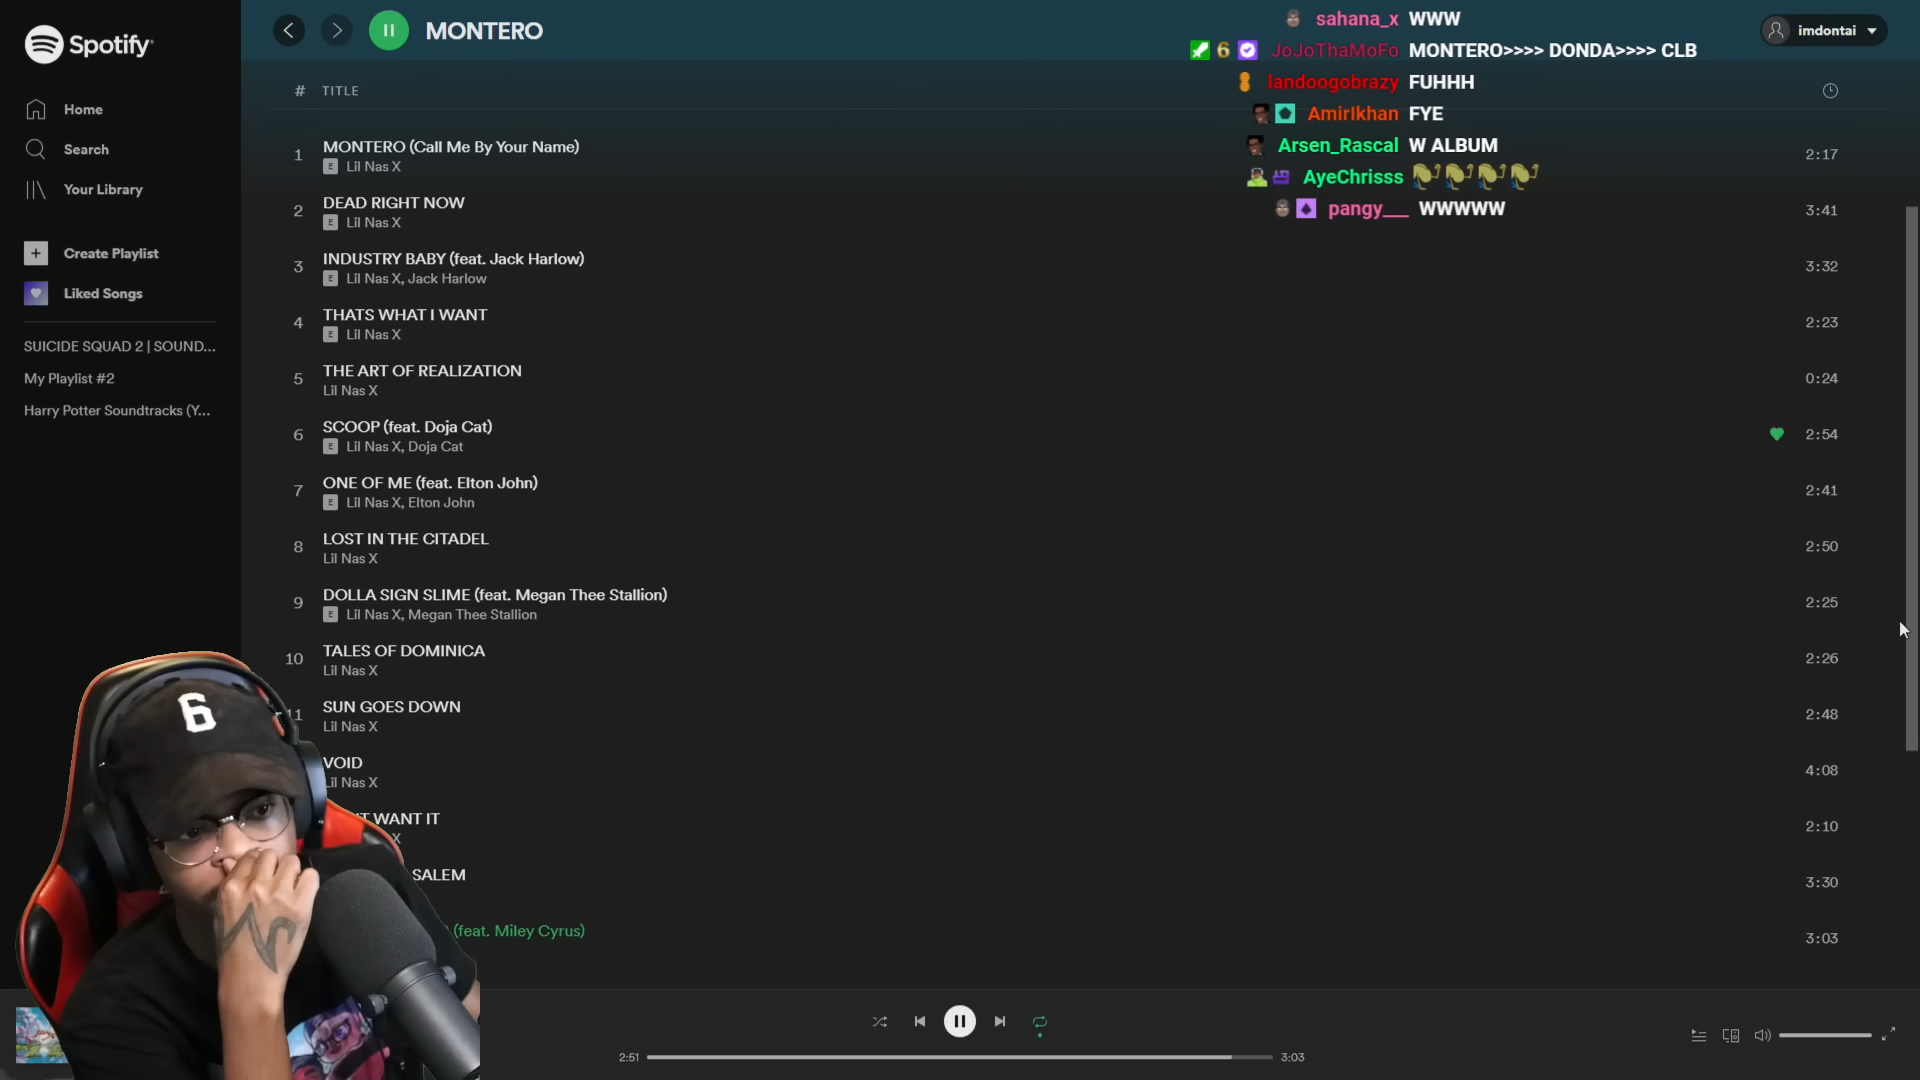 Spotify
Home
Search
Your Library
Create Playlist
Liked Songs
SUICIDE SQUAD 2 | SOUND...
My Playlist #2
Harry Potter Soundtracks (Y...
MONTERO
imdontai
sahana_x WWW
6 JoJoThaMoFo MONTERO>>>> DONDA>>>> CLB
landoogobrazy FUHHH
AmirIkhan FYE
Arsen_Rascal W ALBUM
AyeChrisss
pangy___ WWWWW
# TITLE
1 MONTERO (Call Me By Your Name) 2:17
E Lil Nas X
2 DEAD RIGHT NOW 3:41
E Lil Nas X
3 INDUSTRY BABY (feat. Jack Harlow) 3:32
E Lil Nas X, Jack Harlow
4 THATS WHAT I WANT 2:23
E Lil Nas X
5 THE ART OF REALIZATION 0:24
Lil Nas X
6 SCOOP (feat. Doja Cat) 2:54
E Lil Nas X, Doja Cat
7 ONE OF ME (feat. Elton John) 2:41
E Lil Nas X, Elton John
8 LOST IN THE CITADEL 2:50
Lil Nas X
9 DOLLA SIGN SLIME (feat. Megan Thee Stallion) 2:25
E Lil Nas X, Megan Thee Stallion
10 TALES OF DOMINICA 2:26
Lil Nas X
11 SUN GOES DOWN 2:48
Lil Nas X
VOID 4:08
Lil Nas X
WANT IT 2:10
X
SALEM 3:30
(feat. Miley Cyrus) 3:03
6
2:51 3:03